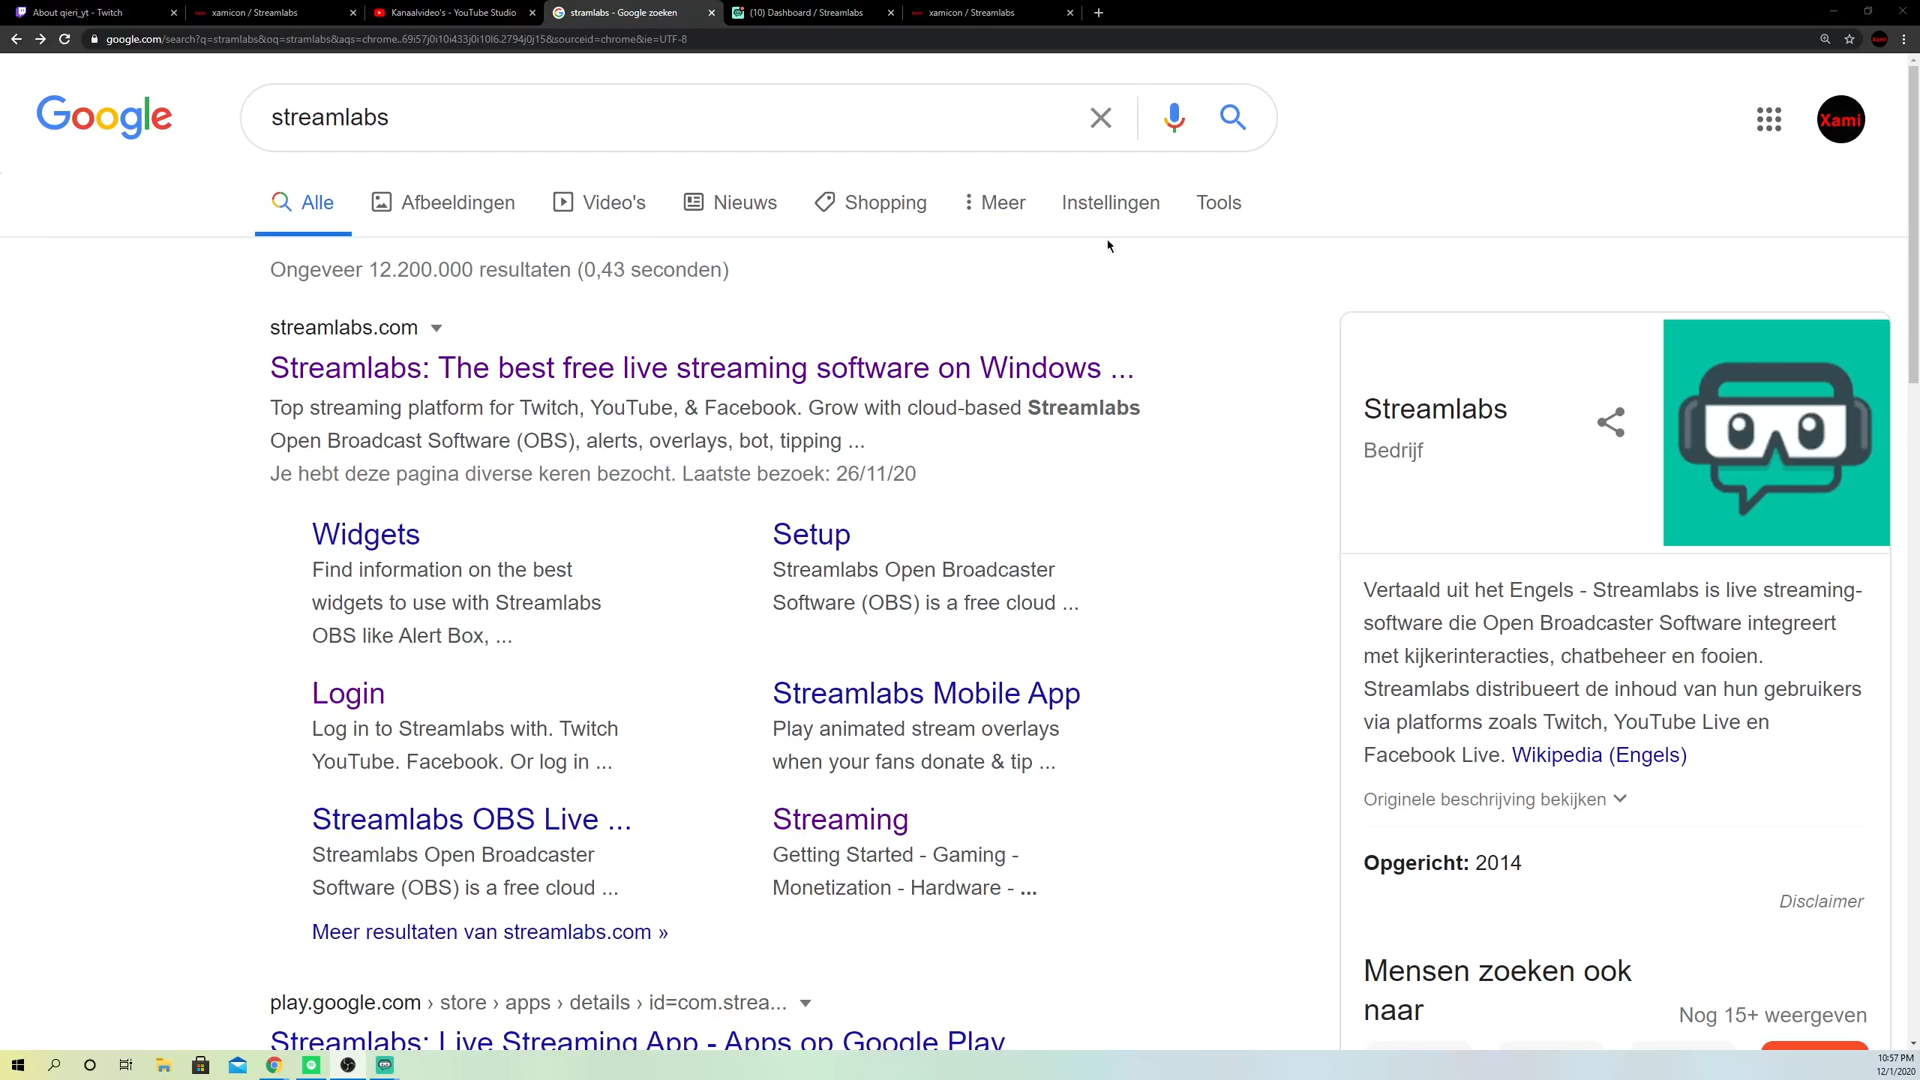 About qieri_yt - Twitch
xamicon / Streamlabs
Kanaalvideo's - YouTube Studio
stramlabs - Google zoeken
(10) Dashboard / Streamlabs
xamicon / Streamlabs
google.com/search?q=stramlabs&oq=stramlabs&aqs=chrome..69i57j0i10i433j0i10l6.2794j0j15&sourceid=chrome&ie=UTF-8
Google
streamlabs
Xami
Alle
Afbeeldingen
Video's
Nieuws
Shopping
Meer
Instellingen
Tools
Ongeveer 12.200.000 resultaten (0,43 seconden)
streamlabs.com
Streamlabs: The best free live streaming software on Windows ...
Top streaming platform for Twitch, YouTube, & Facebook. Grow with cloud-based Streamlabs
Open Broadcast Software (OBS), alerts, overlays, bot, tipping ...
Je hebt deze pagina diverse keren bezocht. Laatste bezoek: 26/11/20
Widgets
Find information on the best
widgets to use with Streamlabs
OBS like Alert Box, ...
Setup
Streamlabs Open Broadcaster
Software (OBS) is a free cloud ...
Login
Log in to Streamlabs with. Twitch
YouTube. Facebook. Or log in ...
Streamlabs Mobile App
Play animated stream overlays
when your fans donate & tip ...
Streamlabs OBS Live ...
Streamlabs Open Broadcaster
Software (OBS) is a free cloud ...
Streaming
Getting Started - Gaming -
Monetization - Hardware - ...
Meer resultaten van streamlabs.com »
play.google.com › store › apps › details › id=com.strea...
Streamlabs: Live Streaming App - Apps op Google Play
Streamlabs
Bedrijf
Vertaald uit het Engels - Streamlabs is live streaming-
software die Open Broadcaster Software integreert
met kijkerinteracties, chatbeheer en fooien.
Streamlabs distribueert de inhoud van hun gebruikers
via platforms zoals Twitch, YouTube Live en
Facebook Live. Wikipedia (Engels)
Originele beschrijving bekijken
Opgericht: 2014
Disclaimer
Mensen zoeken ook
naar
Nog 15+ weergeven
10:57 PM
12/1/2020